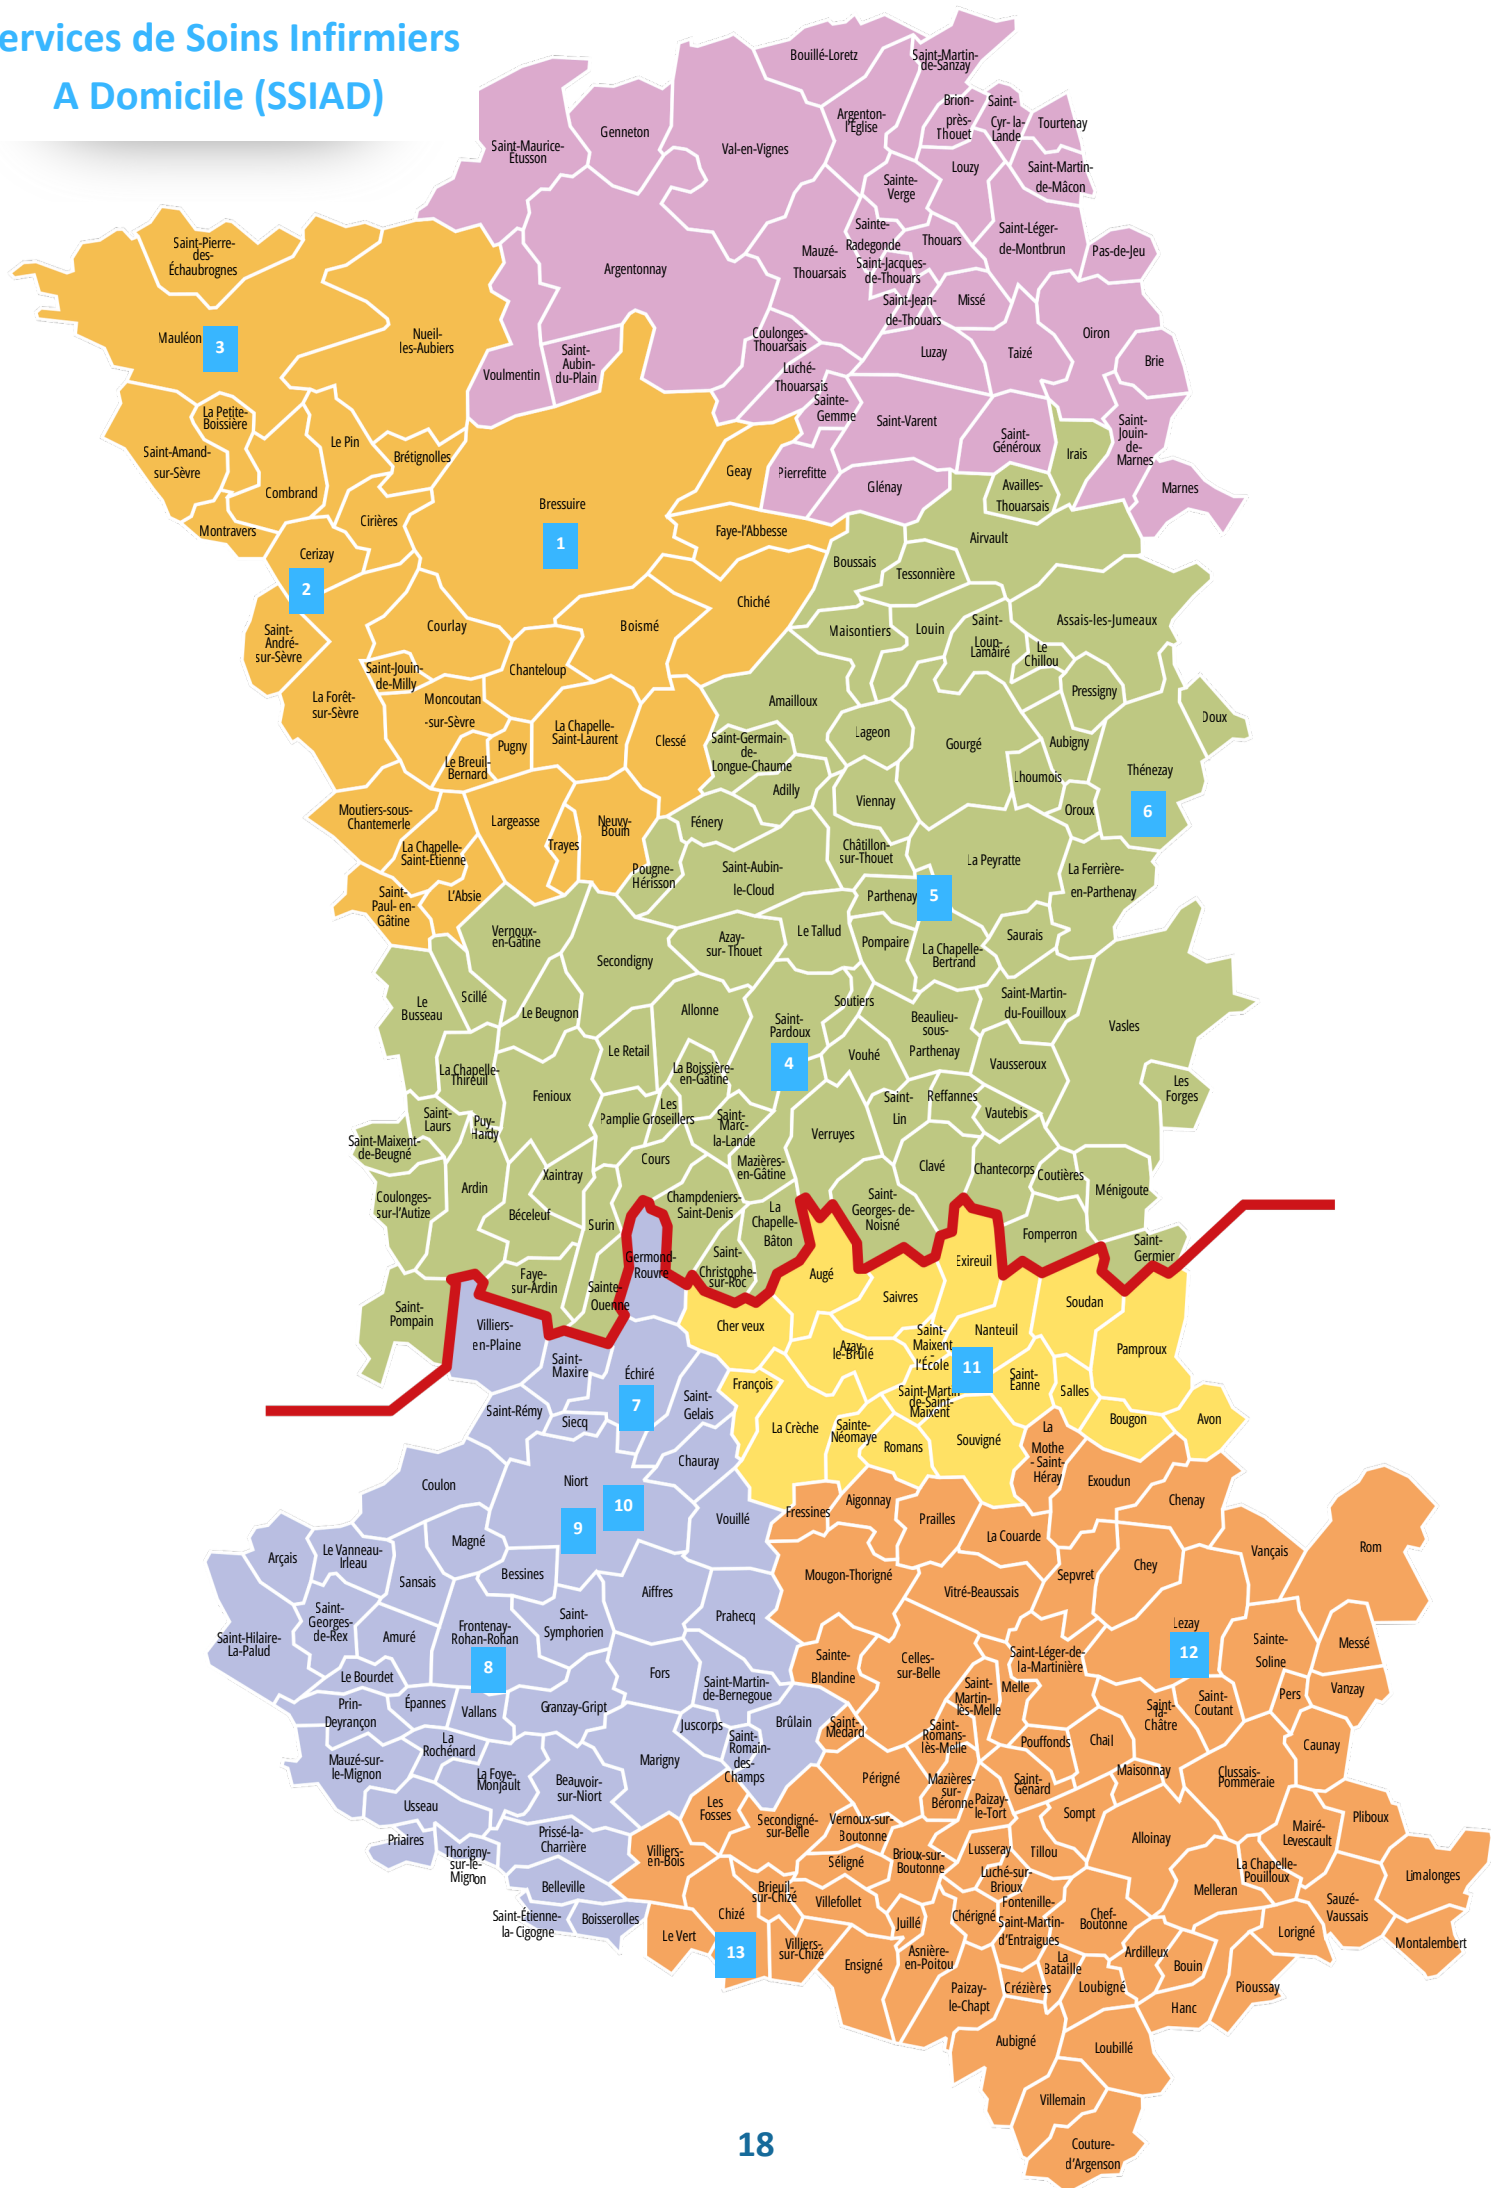 ervices de Soins Infirmiers
A Domicile (SSIAD)
Bouillé-Loretz
Saint-Martin-
de-Sanzay
Genneton
Saint-Maurice-
Etusson
Val-en-Vignes
Argenton-
l'Église
Brion-
près-
Thouet
Saint-
Cyr- la-
Lande
Tourtenay
Louzy
Saint-Martin-
de-Mâcon
Sainte-
Verge
Sainte-
Radegonde
Thouars
Saint-Léger-
de-Montbrun
Pas-de-Jeu
Saint-Pierre-
des-
Échaubrognes
Argentonnay
Mauzé-
Thouarsais
Saint-Jacques-
de-Thouars
Saint-Jean-
de-Thouars
Missé
Mauléon
3
Nueil-
les-Aubiers
Voulmentin
Saint-
Aubin-
du-Plain
Coulonges-
Thouarsais
Luché-
Thouarsais
Luzay
Taizé
Oiron
Brie
Sainte-
Gemme
Saint-Varent
Saint-
Généroux
Irais
Saint-
Jouin-
de-
Marnes
La Petite-
Boissière
Saint-Amand-
sur-Sèvre
Le Pin
Brétignolles
Combrand
Geay
Pierrefitte
Glénay
Availles-
Thouarsais
Marnes
Montravers
Cirières
Bressuire
1
Faye-l'Abbesse
Airvault
Cerizay
2
Boussais
Tessonnière
Saint-
André-
sur-Sèvre
Courlay
Boismé
Chiché
Maisontiers
Louin
Saint-
Loup-
Lamairé
Le
Chillou
Assais-les-Jumeaux
Saint-Jouin-
de-Milly
Chanteloup
La Forêt-
sur-Sèvre
Moncoutan
-sur-Sèvre
Amailloux
Pressigny
Doux
La Chapelle-
Saint-Laurent
Pugny
Le Breuil-
Bernard
Clessé
Saint-Germain-
de-
Longue-Chaume
Lageon
Gourgé
Aubigny
Lhoumois
Thénezay
6
Adilly
Viennay
Oroux
Moutiers-sous-
Chantemerle
Largeasse
Trayes
Neuvy-
Bouin
Fénery
La Chapelle-
Saint-Étienne
Châtillon-
sur-Thouet
La Peyratte
La Ferrière-
en-Parthenay
Pougne-
Hérisson
Saint-Aubin-
le-Cloud
Saint-
Paul- en-
Gâtine
L'Absie
Parthenay
5
Vernoux-
en-Gâtine
Secondigny
Azay-
sur- Thouet
Le Tallud
Pompaire
La Chapelle-
Bertrand
Saurais
Le
Busseau
Scillé
Le Beugnon
Allonne
Saint-
Pardoux
4
Soutiers
Beaulieu-
sous-
Parthenay
Saint-Martin-
du-Fouilloux
Vasles
La Chapelle-
Thireuil
Le Retail
La Boissière-
en-Gâtine
Vouhé
Vausseroux
Les
Forges
Fenioux
Saint-
Laurs
Puy-
Hardy
Pamplie
Les
Groseillers
Saint-
Marc-
la-Lande
Verruyes
Saint-
Lin
Reffannes
Vautebis
Saint-Maixent-
de-Beugné
Cours
Mazières-
en-Gâtine
Clavé
Chantecorps
Coutières
Ménigoute
Coulonges-
sur-l'Autize
Ardin
Xaintray
Béceleuf
Surin
Champdeniers-
Saint-Denis
La
Chapelle-
Bâton
Saint-
Georges- de-
Noisné
Fomperron
Saint-
Germier
Germond-
Rouvre
Saint-
Christophe-
sur-Roc
Augé
Exireuil
Faye-
sur-Ardin
Sainte-
Ouenne
Saint-
Pompain
Villiers-
en-Plaine
Saivres
Soudan
Cher veux
Nanteuil
Pamproux
Saint-
Maxire
Échiré
7
Azay-
le-Brûlé
Saint-
Maixent
-
l'École
11
Saint-
Eanne
Salles
Saint-
Gelais
François
Saint-Martin
de-Saint-
Maixent
Saint-Rémy
Siecq
La Crèche
Sainte-
Néomaye
Romans
Souvigné
La
Mothe
- Saint-
Héray
Bougon
Avon
Chauray
Coulon
Niort
9
10
Vouillé
Fressines
Aigonnay
Prailles
La Couarde
Exoudun
Chenay
Magné
Arçais
Le Vanneau-
Irleau
Sansais
Bessines
Aiffres
Mougon-Thorigné
Vitré-Beaussais
Sepvret
Chey
Vançais
Rom
Saint-
Georges-
de-Rex
Saint-Hilaire-
La-Palud
Amuré
Frontenay-
Rohan-Rohan
8
Saint-
Symphorien
Prahecq
Lezay
12
Sainte-
Soline
Messé
Le Bourdet
Fors
Sainte-
Blandine
Celles-
sur-Belle
Saint-Léger-de-
la-Martinière
Melle
Saint-
Martin-
lès-Melle
Prin-
Deyrançon
Épannes
Vallans
Granzay-Gript
Saint-Martin-
de-Bernegoue
Juscorps
Brûlain
Saint-
Médard
Saint-
Romans-
lès-Melle
Saint-
la-
Châtre
Saint-
Coutant
Pers
Vanzay
Mauzé-sur-
le-Mignon
La
Rochénard
La Foye-
Monjault
Beauvoir-
sur-Niort
Marigny
Saint-
Romain-
des-
Champs
Périgné
Pouffonds
Chail
Maisonnay
Clussais-
Pommeraie
Caunay
Mazières-
sur-
Béronne
Paizay-
le-Tort
Saint-
Génard
Usseau
Les
Fosses
Secondigné-
sur-Belle
Vernoux-sur-
Boutonne
Sompt
Alloinay
Mairé-
Levescault
Pliboux
Priaires
Thorigny-
sur-le-
Mignon
Prissé-la-
Charrière
Villiers-
en-Bois
Séligné
Brioux-sur-
Boutonne
Lusseray
Tillou
La Chapelle-
Pouilloux
Limalonges
Belleville
Brieuil-
sur-Chizé
Villefollet
Luché-sur-
Brioux
Melleran
Sauzé-
Vaussais
Saint-Étienne-
la- Cigogne
Boisserolles
Le Vert
Chizé
13
Villiers-
sur-Chizé
Juillé
Chérigné
Fontenille-
Saint-Martin-
d'Entraigues
Chef-
Boutonne
Lorigné
Montalembert
Ensigné
Asnière-
en-Poitou
La
Bataille
Ardilleux
Bouin
Pioussay
Paizay-
le-Chapt
Crézières
Loubigné
Hanc
Aubigné
Loubillé
Villemain
Couture-
d'Argenson
18